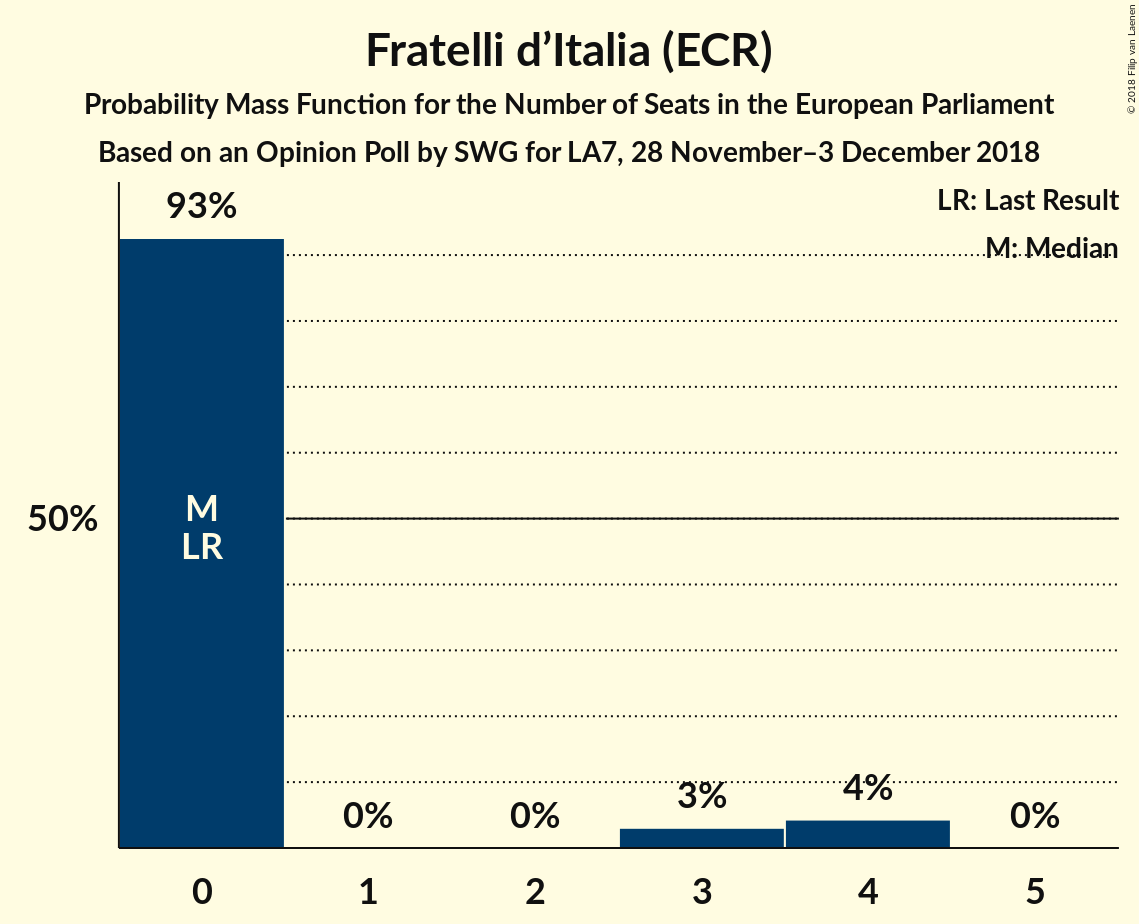 Fratelli d’Italia (ECR)
Probability Mass Function for the Number of Seats in the European Parliament
Based on an Opinion Poll by SWG for LA7, 28 November–3 December 2018
© 2018 Filip van Laenen
LR: Last Result
M: Median
93%
M
LR
50%
0%
0%
3%
4%
0%
0 1 2 3 4 5